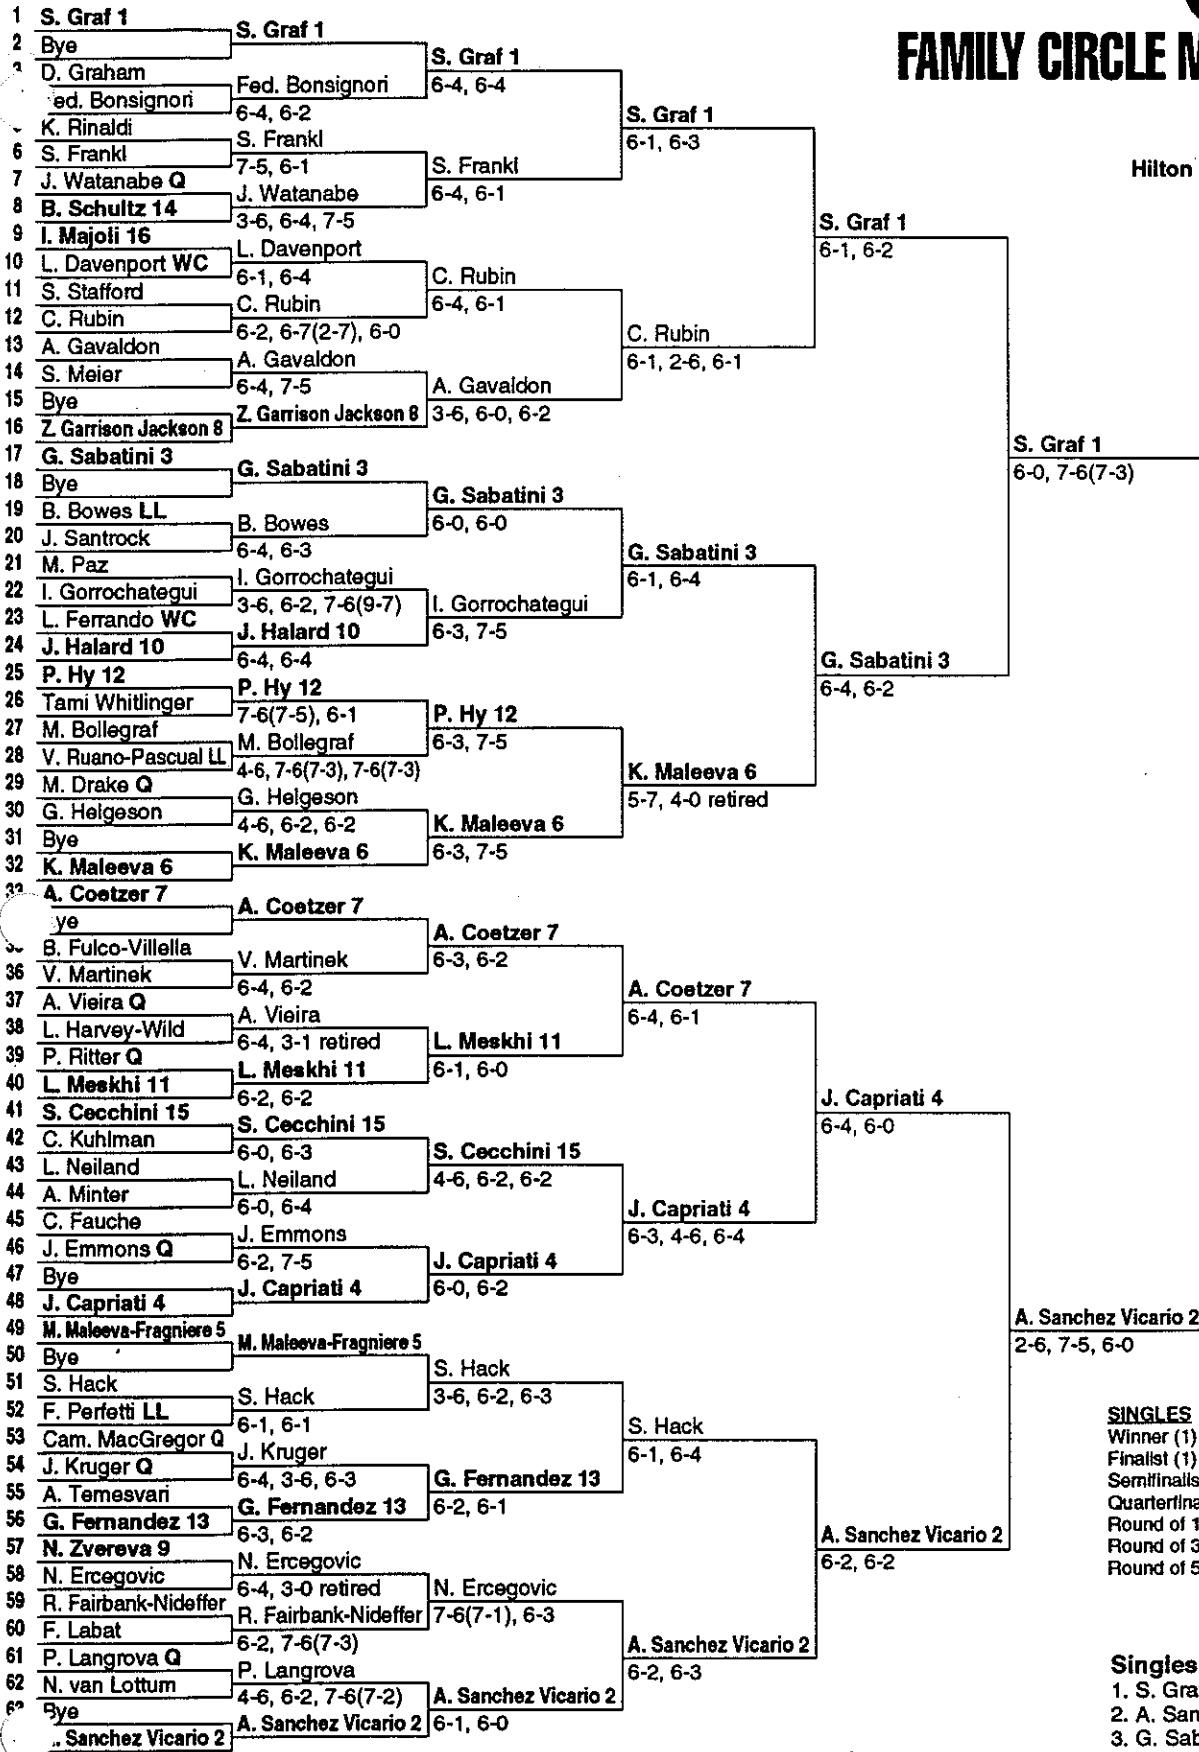 FAMILY CIRCLE M
Hilton
1 S. Graf 1
2 Bye
D. Graham
ed. Bonsignori
K. Rinaldi
6 S. Frankl
7 J. Watanabe Q
8 B. Schultz 14
9 I. Majoli 16
10 L. Davenport WC
11 S. Stafford
12 C. Rubin
13 A. Gavaldon
14 S. Meier
15 Bye
16 Z. Garrison Jackson 8
17 G. Sabatini 3
18 Bye
19 B. Bowes LL
20 J. Santrock
21 M. Paz
22 I. Gorrochategui
23 L. Ferrando WC
24 J. Halard 10
25 P. Hy 12
26 Tami Whitlinger
27 M. Bollegraf
28 V. Ruano-Pascual LL
29 M. Drake Q
30 G. Helgeson
31 Bye
32 K. Maleeva 6
33 A. Coetzer 7
ye
B. Fulco-Villella
36 V. Martinek
37 A. Vieira Q
38 L. Harvey-Wild
39 P. Ritter Q
40 L. Meskhi 11
41 S. Cecchini 15
42 C. Kuhlman
43 L. Neiland
44 A. Minter
45 C. Fauche
46 J. Emmons Q
47 Bye
48 J. Capriati 4
49 M. Maleeva-Fragniere 5
50 Bye
51 S. Hack
52 F. Perfetti LL
53 Cam. MacGregor Q
54 J. Kruger Q
55 A. Temesvari
56 G. Fernandez 13
57 N. Zvereva 9
58 N. Ercegovic
59 R. Fairbank-Nideffer
60 F. Labat
61 P. Langrova Q
62 N. van Lottum
Bye
. Sanchez Vicario 2
S. Graf 1
Fed. Bonsignori
6-4, 6-2
S. Frankl
7-5, 6-1
J. Watanabe
3-6, 6-4, 7-5
L. Davenport
6-1, 6-4
C. Rubin
6-2, 6-7(2-7), 6-0
A. Gavaldon
6-4, 7-5
Z. Garrison Jackson 8
G. Sabatini 3
B. Bowes
6-4, 6-3
I. Gorrochategui
3-6, 6-2, 7-6(9-7)
J. Halard 10
6-4, 6-4
P. Hy 12
7-6(7-5), 6-1
M. Bollegraf
4-6, 7-6(7-3), 7-6(7-3)
G. Helgeson
4-6, 6-2, 6-2
K. Maleeva 6
A. Coetzer 7
V. Martinek
6-4, 6-2
A. Vieira
6-4, 3-1 retired
L. Meskhi 11
6-2, 6-2
S. Cecchini 15
6-0, 6-3
L. Neiland
6-0, 6-4
J. Emmons
6-2, 7-5
J. Capriati 4
M. Maleeva-Fragniere 5
S. Hack
6-1, 6-1
J. Kruger
6-4, 3-6, 6-3
G. Fernandez 13
6-3, 6-2
N. Ercegovic
6-4, 3-0 retired
R. Fairbank-Nideffer
6-2, 7-6(7-3)
P. Langrova
4-6, 6-2, 7-6(7-2)
A. Sanchez Vicario 2
S. Graf 1
6-4, 6-4
S. Frankl
6-4, 6-1
C. Rubin
6-4, 6-1
A. Gavaldon
3-6, 6-0, 6-2
G. Sabatini 3
6-0, 6-0
I. Gorrochategui
6-3, 7-5
P. Hy 12
6-3, 7-5
K. Maleeva 6
6-3, 7-5
A. Coetzer 7
6-3, 6-2
L. Meskhi 11
6-1, 6-0
S. Cecchini 15
4-6, 6-2, 6-2
J. Capriati 4
6-0, 6-2
S. Hack
3-6, 6-2, 6-3
G. Fernandez 13
6-2, 6-1
N. Ercegovic
7-6(7-1), 6-3
A. Sanchez Vicario 2
6-1, 6-0
S. Graf 1
6-1, 6-3
C. Rubin
6-1, 2-6, 6-1
G. Sabatini 3
6-1, 6-4
K. Maleeva 6
5-7, 4-0 retired
A. Coetzer 7
6-4, 6-1
J. Capriati 4
6-3, 4-6, 6-4
S. Hack
6-1, 6-4
A. Sanchez Vicario 2
6-2, 6-3
S. Graf 1
6-1, 6-2
G. Sabatini 3
6-4, 6-2
J. Capriati 4
6-4, 6-0
A. Sanchez Vicario 2
6-2, 6-2
S. Graf 1
6-0, 7-6(7-3)
A. Sanchez Vicario 2
2-6, 7-5, 6-0
SINGLES
Winner (1)
Finalist (1)
Semifinalis
Quarterfina
Round of 1
Round of 3
Round of 5
Singles
1. S. Gra
2. A. San
3. G. Sab